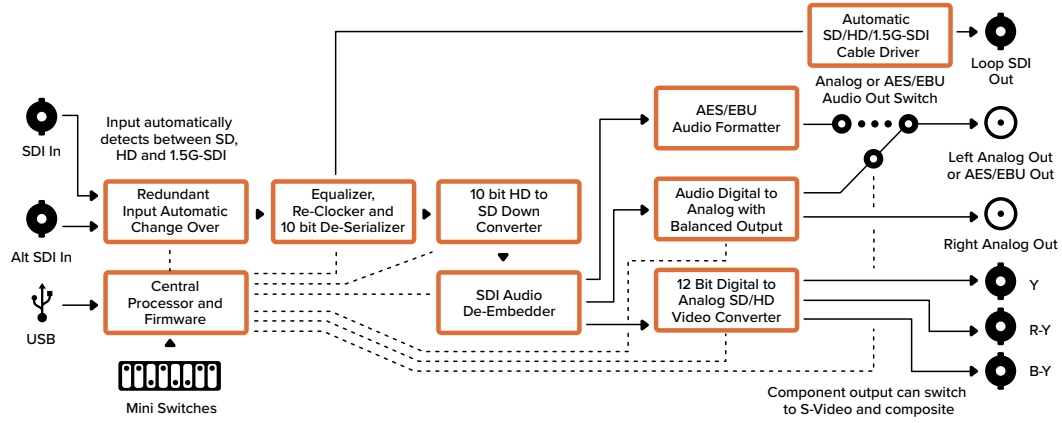 Automatic
SD/HD/1.5G-SDI
Cable Driver
Loop SDI
Out
Analog or AES/EBU
Audio Out Switch
SDI In
Input automatically
detects between SD,
HD and 1.5G-SDI
AES/EBU
Audio Formatter
Left Analog Out
or AES/EBU Out
Alt SDI In
Redundant
Input Automatic
Change Over
Equalizer,
Re-Clocker and
10 bit De-Serializer
10 bit HD to
SD Down
Converter
Audio Digital to
Analog with
Balanced Output
Right Analog Out
USB
Central
Processor and
Firmware
SDI Audio
De-Embedder
12 Bit Digital to
Analog SD/HD
Video Converter
Y
R-Y
B-Y
Mini Switches
Component output can switch
to S-Video and composite